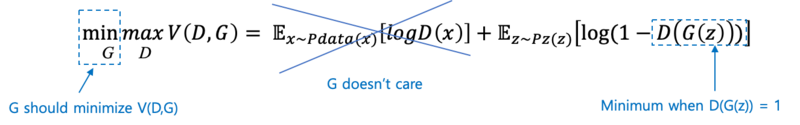 min max V(D, G) = 𝔼x~Pdata(x)[logD(x)] + 𝔼z~Pz(z)[log(1 − D(G(z)))]
G D
G doesn't care
G should minimize V(D,G)
Minimum when D(G(z)) = 1